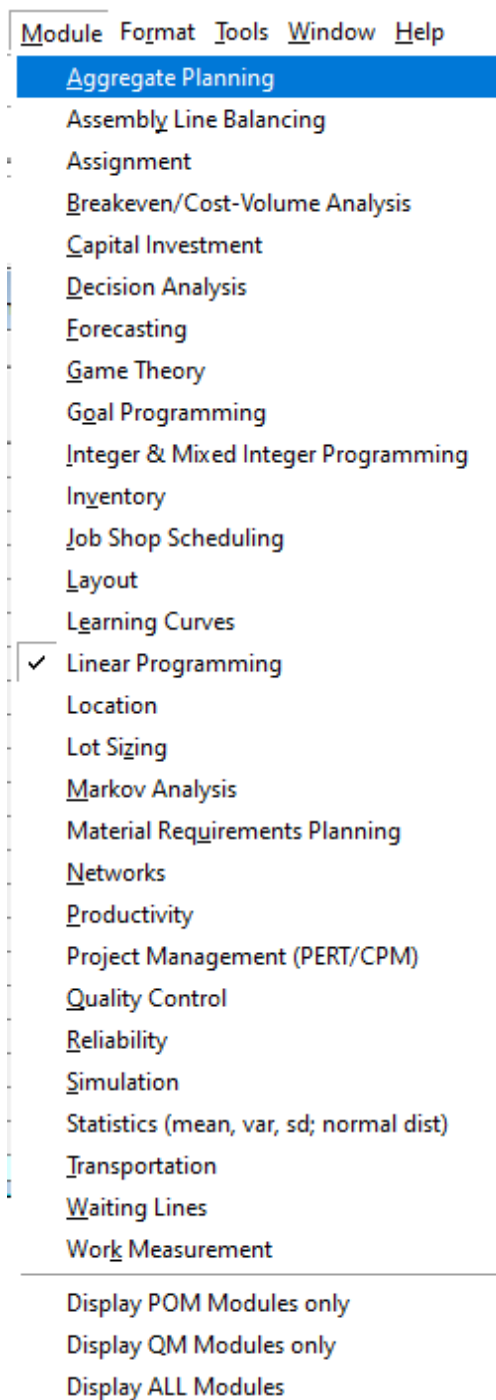 Module Format Tools Window Help
Aggregate Planning
Assembly Line Balancing
Assignment
Breakeven/Cost-Volume Analysis
Capital Investment
Decision Analysis
Forecasting
Game Theory
Goal Programming
Integer & Mixed Integer Programming
Inventory
Job Shop Scheduling
Layout
Learning Curves
Linear Programming
Location
Lot Sizing
Markov Analysis
Material Requirements Planning
Networks
Productivity
Project Management (PERT/CPM)
Quality Control
Reliability
Simulation
Statistics (mean, var, sd; normal dist)
Transportation
Waiting Lines
Work Measurement
Display POM Modules only
Display QM Modules only
Display ALL Modules